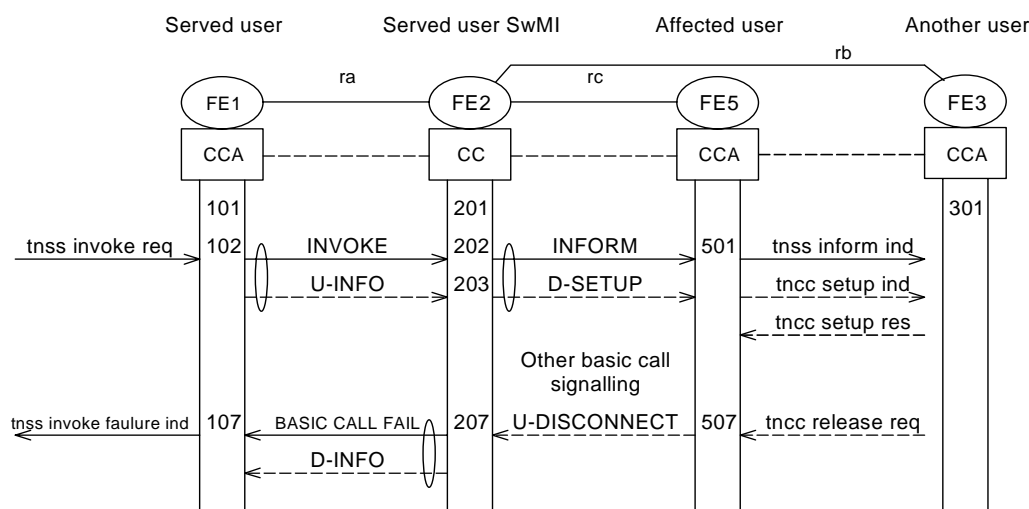 Served user Served user SwMI Affected user Another user
rb
ra rc
FE1 FE2 FE5 FE3
CCA CC CCA CCA
101 201 301
tnss invoke req 102 INVOKE 202 INFORM 501 tnss inform ind
U-INFO 203 D-SETUP tncc setup ind
tncc setup res
Other basic call
signalling
tnss invoke faulure ind 107 BASIC CALL FAIL 207 U-DISCONNECT 507 tncc release req
D-INFO